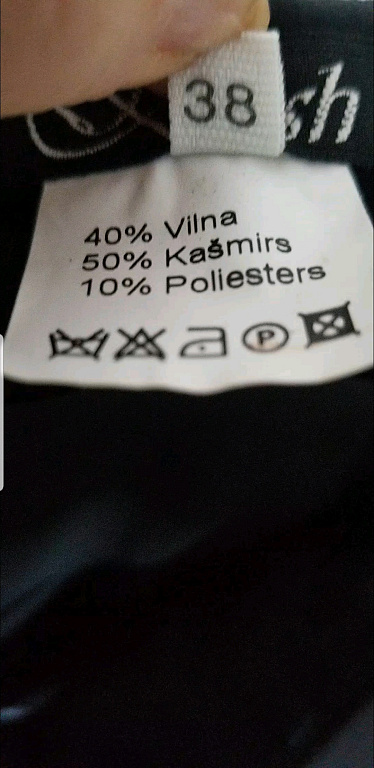 38
40% Vilna
50% Kašmirs
10% Poliesters
P